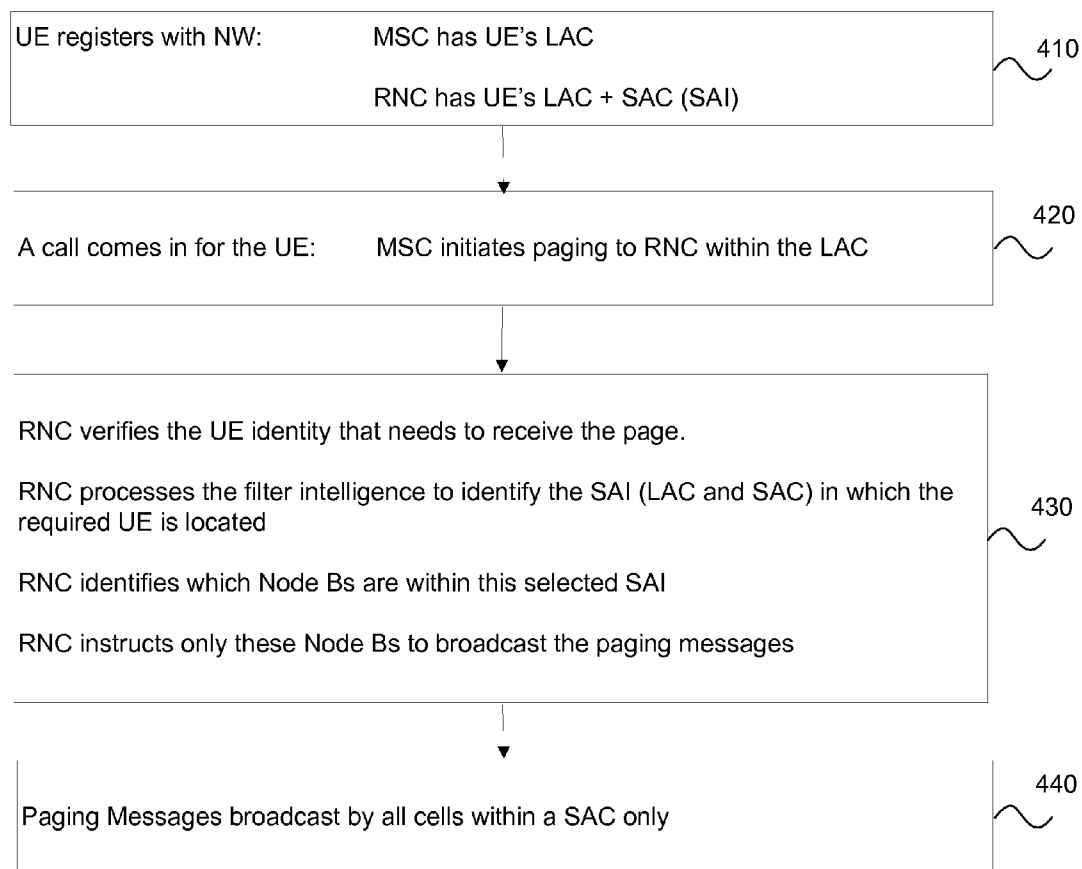 UE registers with NW: MSC has UE's LAC
410
RNC has UE's LAC + SAC (SAI)
420
A call comes in for the UE: MSC initiates paging to RNC within the LAC
RNC verifies the UE identity that needs to receive the page.
RNC processes the filter intelligence to identify the SAI (LAC and SAC) in which the
required UE is located
430
RNC identifies which Node Bs are within this selected SAI
RNC instructs only these Node Bs to broadcast the paging messages
440
Paging Messages broadcast by all cells within a SAC only